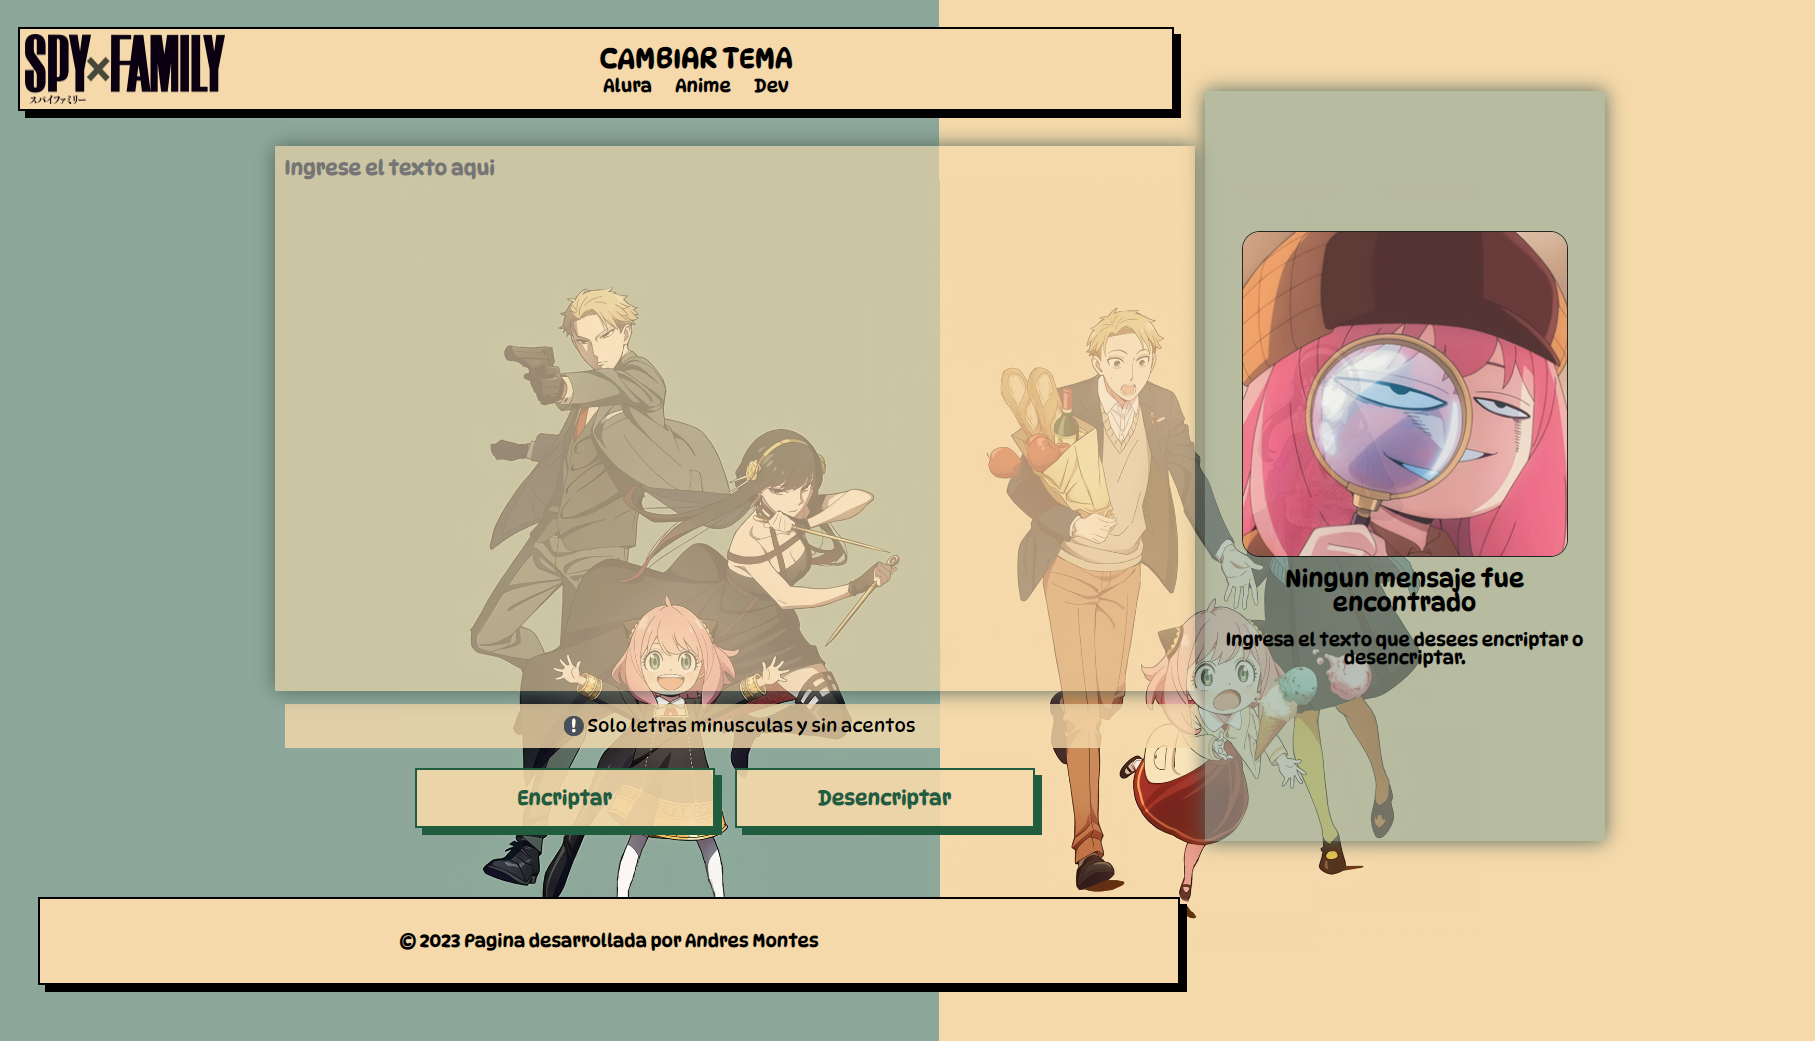 SPY×FAMILY
スパイファミリー
CAMBIAR TEMA
Alura Anime Dev
Ingrese el texto aqui
Ningun mensaje fue
encontrado
Ingresa el texto que desees encriptar o
desencriptar.
Solo letras minusculas y sin acentos
Encriptar
Desencriptar
© 2023 Pagina desarrollada por Andres Montes